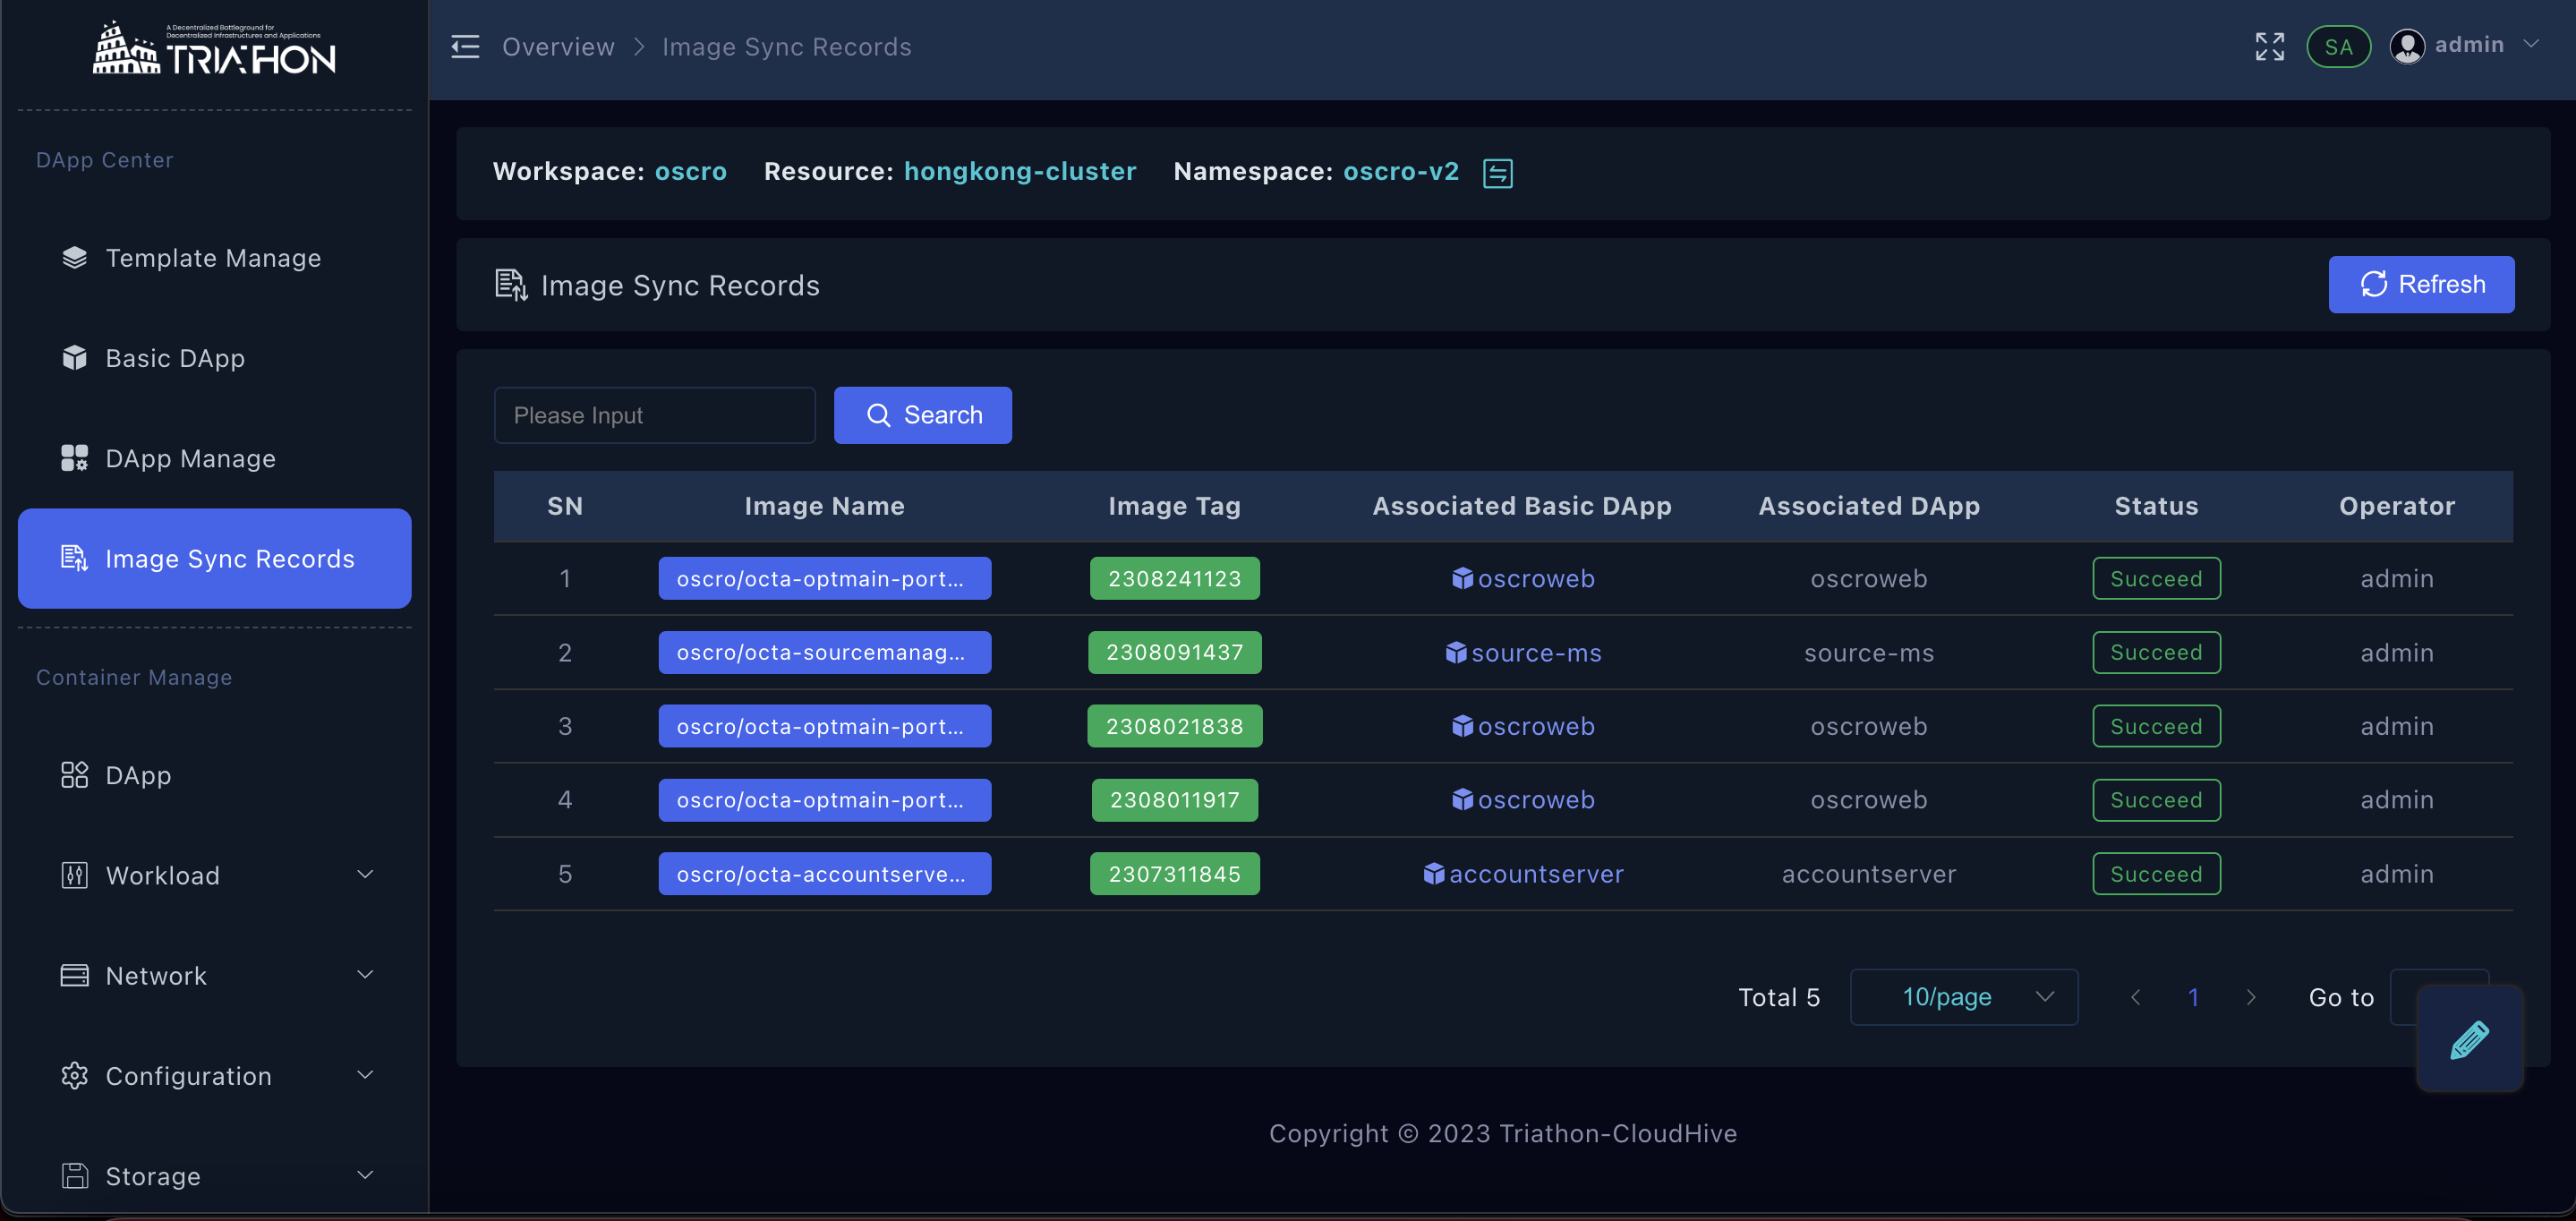 A Decentralized Battleground for
Decentralized Infrastructures and Applications
TRIATHON
Overview > Image Sync Records
SA
admin
DApp Center
Template Manage
Basic DApp
DApp Manage
Image Sync Records
Container Manage
DApp
Workload
Network
Configuration
Storage
Workspace: oscro Resource: hongkong-cluster Namespace: oscro-v2
Image Sync Records
Refresh
Please Input
Search
SN Image Name Image Tag Associated Basic DApp Associated DApp Status Operator
1 oscro/octa-optmain-port... 2308241123 oscroweb oscroweb Succeed admin
2 oscro/octa-sourcemanag... 2308091437 source-ms source-ms Succeed admin
3 oscro/octa-optmain-port... 2308021838 oscroweb oscroweb Succeed admin
4 oscro/octa-optmain-port... 2308011917 oscroweb oscroweb Succeed admin
5 oscro/octa-accountserve... 2307311845 accountserver accountserver Succeed admin
Total 5 10/page < 1 > Go to
Copyright © 2023 Triathon-CloudHive